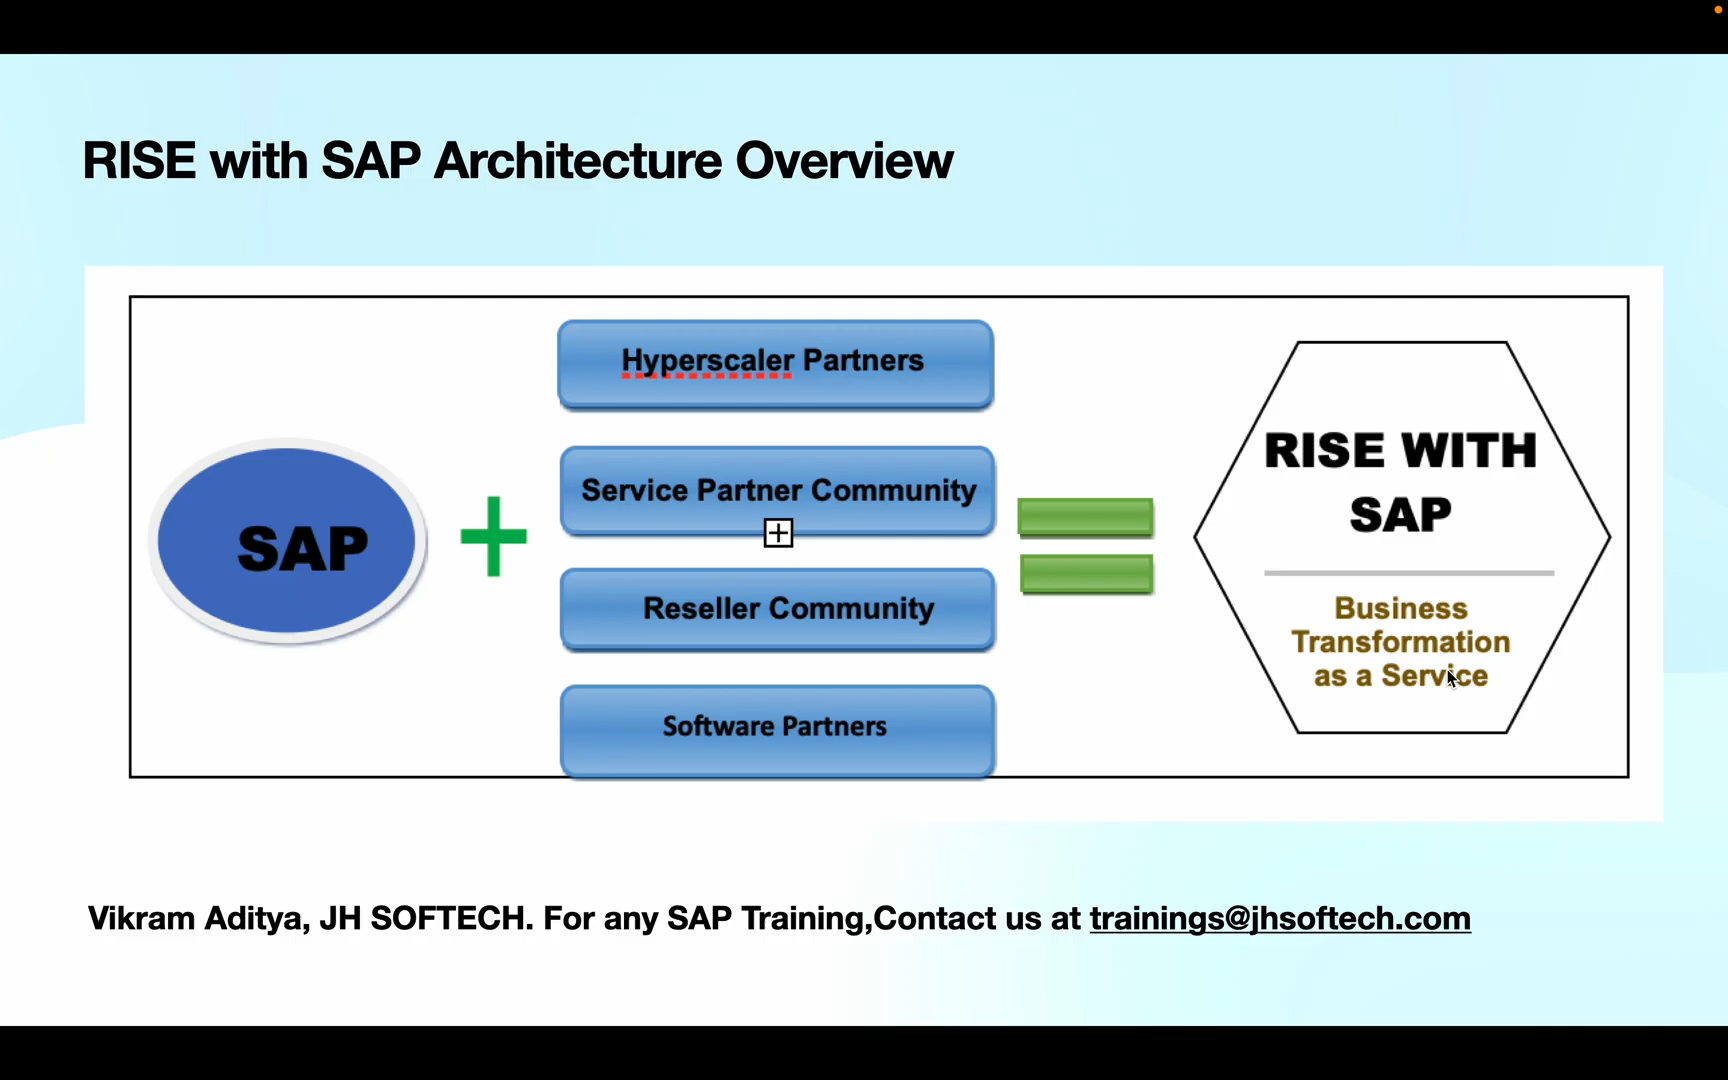 RISE with SAP Architecture Overview
SAP
Hyperscaler Partners
Service Partner Community
Reseller Community
Software Partners
RISE WITH
SAP
Business
Transformation
as a Service
Vikram Aditya, JH SOFTECH. For any SAP Training,Contact us at trainings@jhsoftech.com